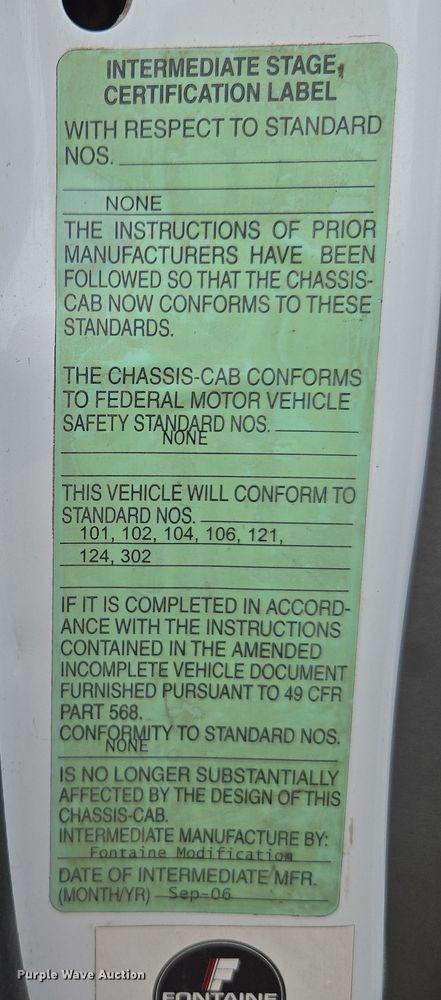 INTERMEDIATE STAGE
CERTIFICATION LABEL
WITH RESPECT TO STANDARD
NOS.
NONE
THE INSTRUCTIONS OF PRIOR
MANUFACTURERS HAVE BEEN
FOLLOWED SO THAT THE CHASSIS-
CAB NOW CONFORMS TO THESE
STANDARDS.
THE CHASSIS-CAB CONFORMS
TO FEDERAL MOTOR VEHICLE
SAFETY STANDARD NOS.
NONE
THIS VEHICLE WILL CONFORM TO
STANDARD NOS.
101, 102, 104, 106, 121,
124, 302
IF IT IS COMPLETED IN ACCORD-
ANCE WITH THE INSTRUCTIONS
CONTAINED IN THE AMENDED
INCOMPLETE VEHICLE DOCUMENT
FURNISHED PURSUANT TO 49 CFR
PART 568.
CONFORMITY TO STANDARD NOS.
NONE
IS NO LONGER SUBSTANTIALLY
AFFECTED BY THE DESIGN OF THIS
CHASSIS-CAB.
INTERMEDIATE MANUFACTURE BY:
Fontaine Modification
DATE OF INTERMEDIATE MFR.
(MONTH/YR) Sep-06
FONTAINE
Purple Wave Auction